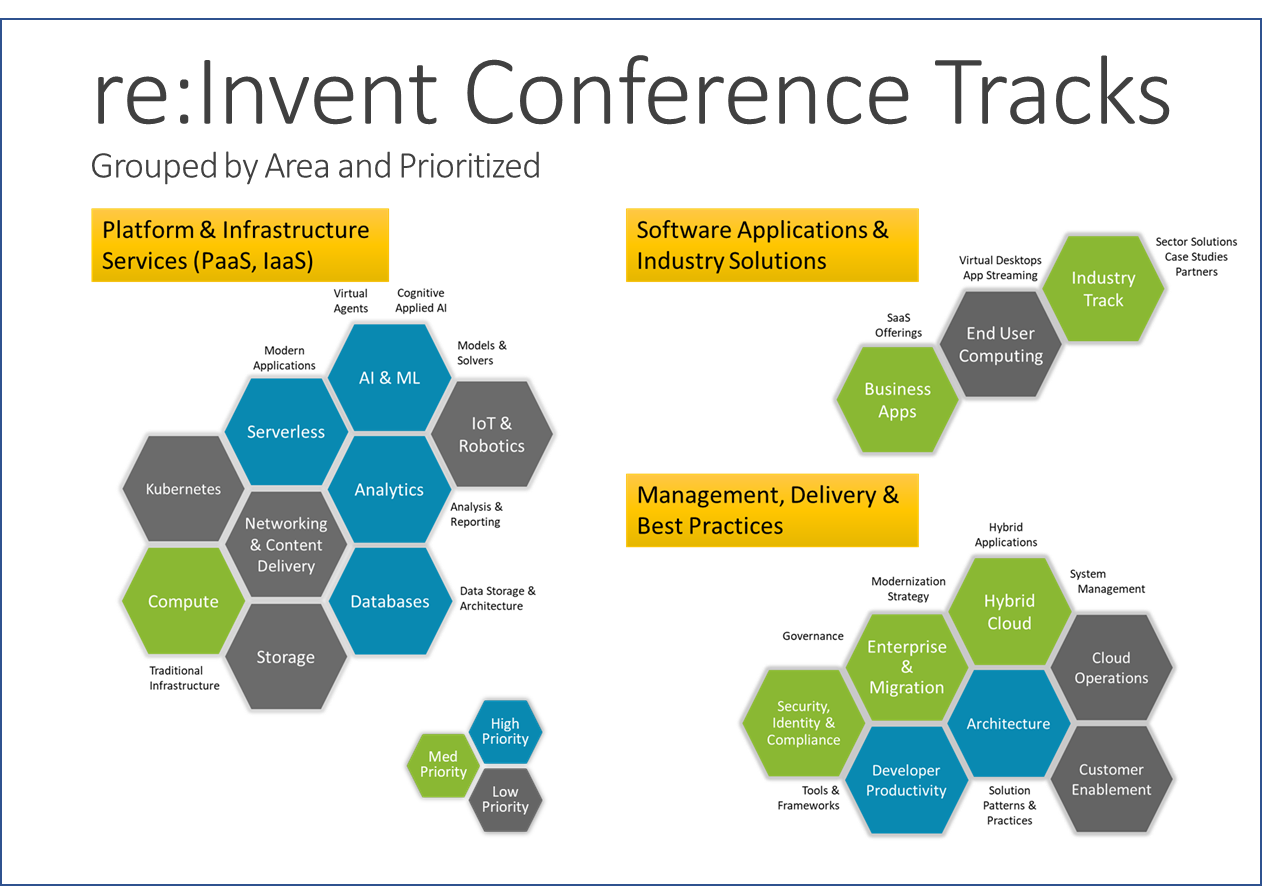 re:Invent Conference Tracks
Grouped by Area and Prioritized
Platform & Infrastructure
Services (PaaS, IaaS)
Virtual
Agents
Cognitive
Applied AI
Modern
Applications
AI & ML
Models &
Solvers
Serverless
IoT &
Robotics
Kubernetes
Analytics
Networking
& Content
Delivery
Analysis &
Reporting
Compute
Databases
Data Storage &
Architecture
Storage
Traditional
Infrastructure
High
Priority
Med
Priority
Low
Priority
Software Applications &
Industry Solutions
Sector Solutions
Case Studies
Partners
Virtual Desktops
App Streaming
Industry
Track
SaaS
Offerings
End User
Computing
Business
Apps
Management, Delivery &
Best Practices
Hybrid
Applications
Modernization
Strategy
System
Management
Hybrid
Cloud
Governance
Enterprise
&
Migration
Cloud
Operations
Security,
Identity &
Compliance
Architecture
Developer
Productivity
Customer
Enablement
Tools &
Frameworks
Solution
Patterns &
Practices